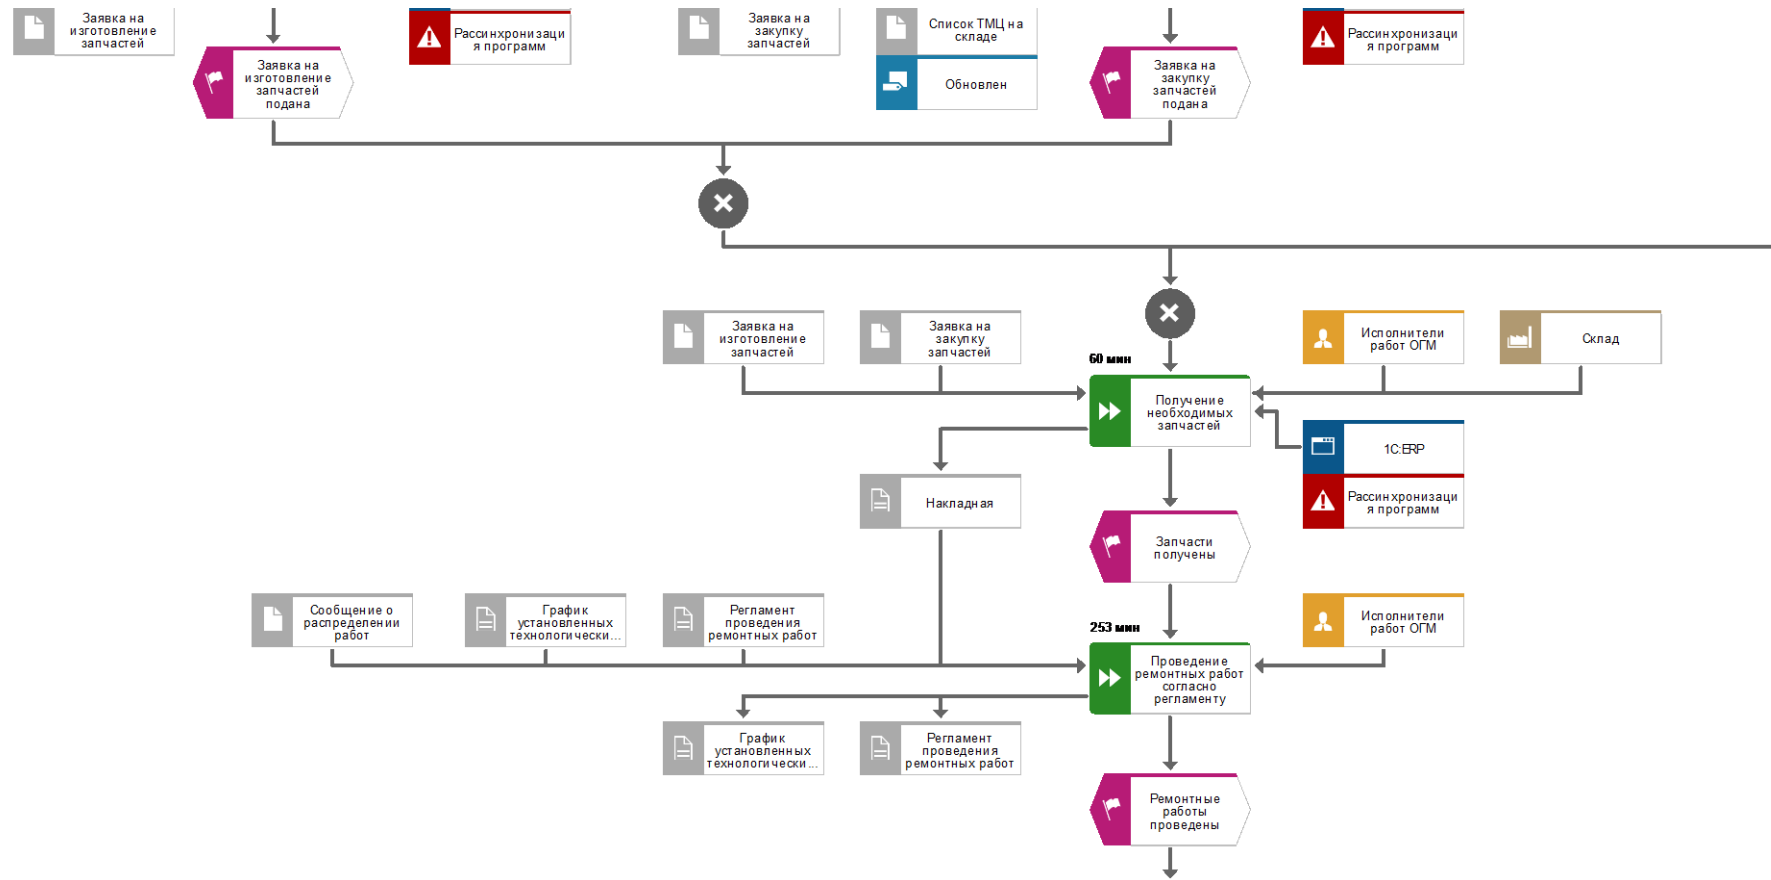 Заявка на
изготовление
запчастей
Рассинхронизаци
я программ
Заявка на
закупку
запчастей
Список ТМЦ на
складе
Рассинхронизаци
я программ
Заявка на
изготовление
запчастей
подана
Обновлен
Заявка на
закупку
запчастей
подана
Заявка на
изготовление
запчастей
Заявка на
закупку
запчастей
Исполнители
работ ОГМ
Склад
60 мин
Получение
необходимых
запчастей
1С:ERP
Рассинхронизаци
я программ
Накладная
Запчасти
получены
Сообщение о
распределении
работ
График
установленных
технологически...
Регламент
проведения
ремонтных работ
Исполнители
работ ОГМ
253 мин
Проведение
ремонтных работ
согласно
регламенту
График
установленных
технологически...
Регламент
проведения
ремонтных работ
Ремонтные
работы
проведены